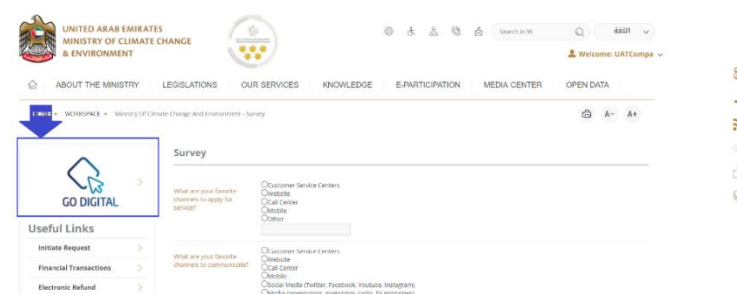 UNITED ARAB EMIRATES
MINISTRY OF CLIMATE CHANGE
& ENVIRONMENT
Search in W
اللغة
Welcome: UATCompa
ABOUT THE MINISTRY LEGISLATIONS OUR SERVICES KNOWLEDGE E-PARTICIPATION MEDIA CENTER OPEN DATA
WORKSPACE Ministry Of Climate Change And Environment - Survey
A- A+
GO DIGITAL
Useful Links
Initiate Request
Financial Transactions
Electronic Refund
Survey
What are your favorite
channels to apply for
service?
Customer Service Centers
Website
Call Center
Mobile
Other
What are your favorite
channels to communicate?
Customer Service Centers
Website
Call Center
Mobile
Social Media (Twitter, Facebook, Youtube, Instagram)